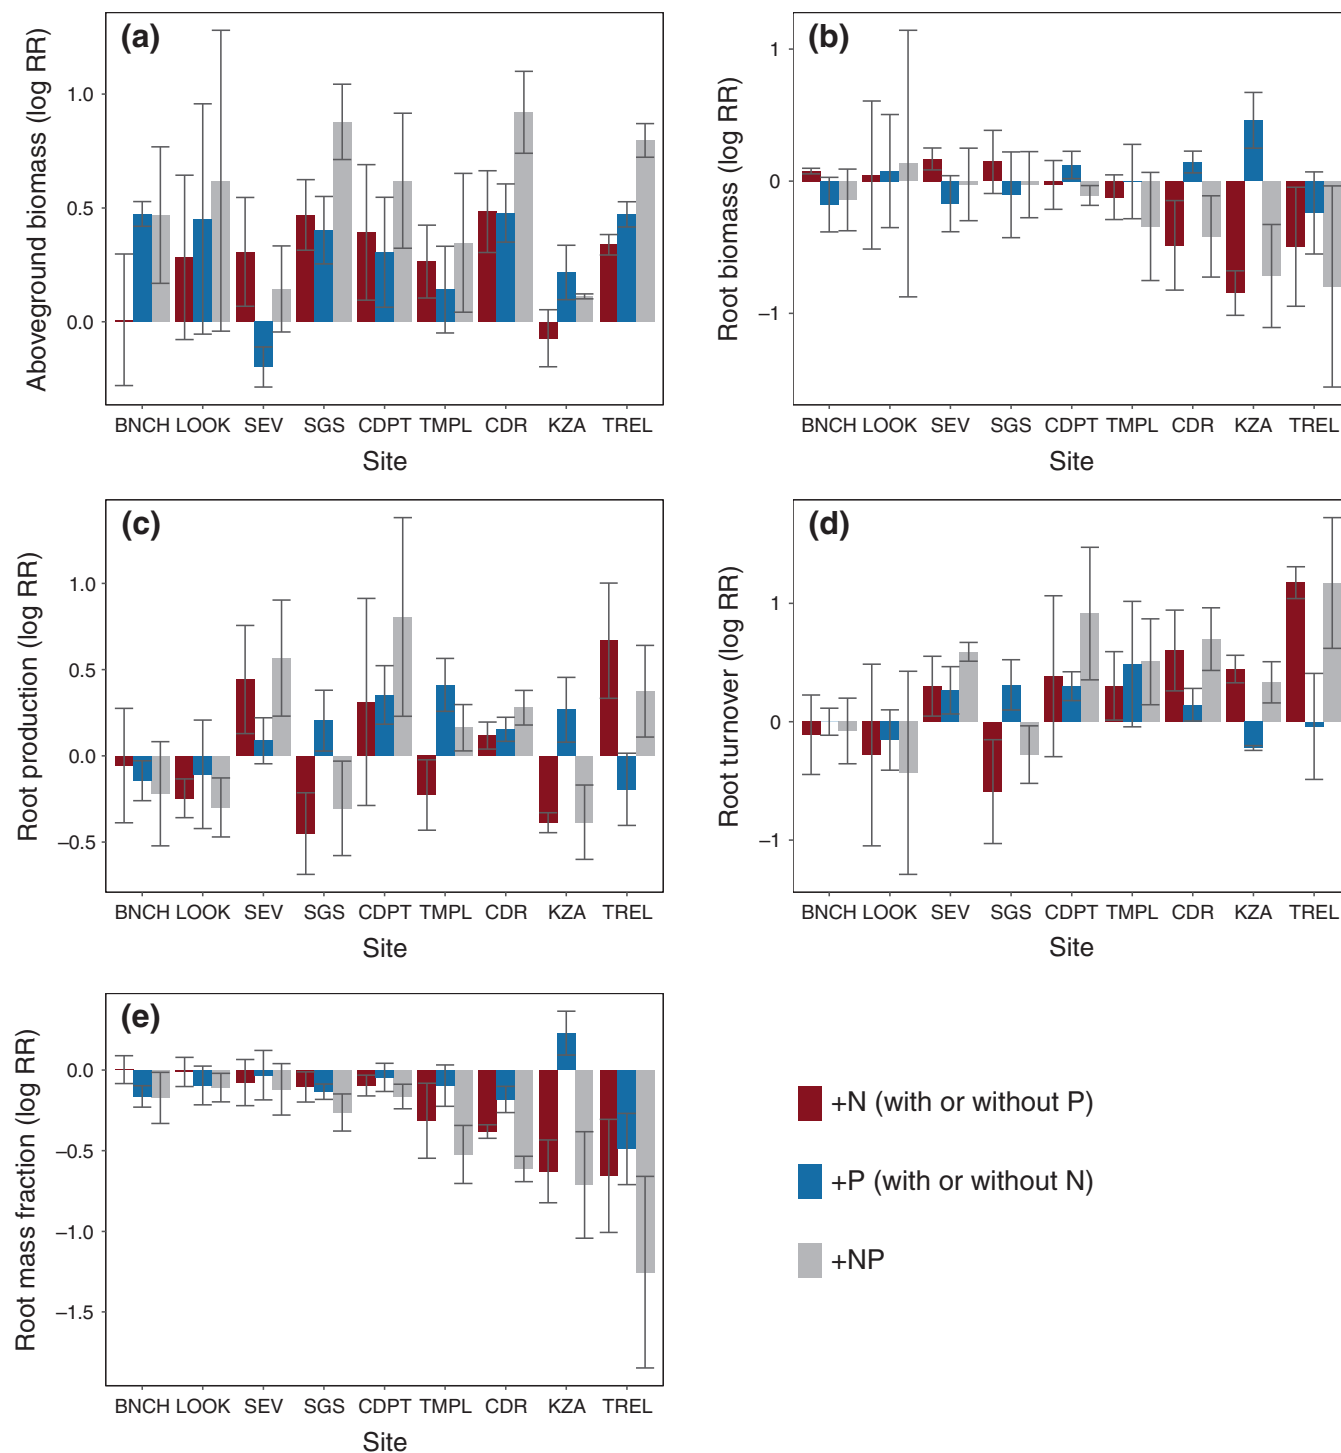 (a)
Aboveground biomass (log RR)
1.0
0.5
0.0
BNCH LOOK SEV SGS CDPT TMPL CDR KZA TREL
Site
(b)
Root biomass (log RR)
1
0
−1
BNCH LOOK SEV SGS CDPT TMPL CDR KZA TREL
Site
(c)
Root production (log RR)
1.0
0.5
0.0
−0.5
BNCH LOOK SEV SGS CDPT TMPL CDR KZA TREL
Site
(d)
Root turnover (log RR)
1
0
−1
BNCH LOOK SEV SGS CDPT TMPL CDR KZA TREL
Site
(e)
Root mass fraction (log RR)
0.0
−0.5
−1.0
−1.5
BNCH LOOK SEV SGS CDPT TMPL CDR KZA TREL
Site
+N (with or without P)
+P (with or without N)
+NP